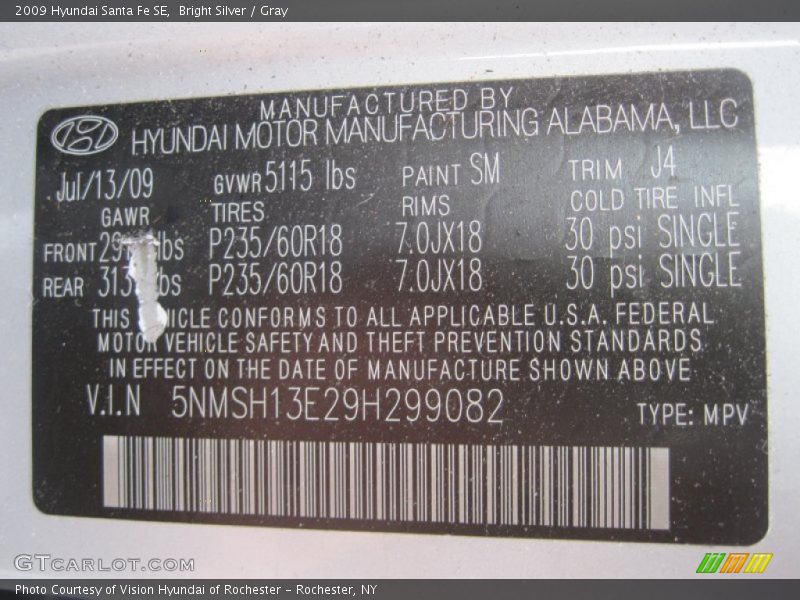 2009 Hyundai Santa Fe SE,  Bright Silver / Gray
MANUFACTURED BY
HYUNDAI MOTOR MANUFACTURING ALABAMA, LLC
Jul/13/09 GVWR 5115 lbs PAINT SM TRIM J4
GAWR TIRES RIMS COLD TIRE INFL
FRONT lbs P235/60R18 7.0JX18 30 psi SINGLE
REAR lbs P235/60R18 7.0JX18 30 psi SINGLE
THIS CONFORMS TO ALL APPLICABLE U.S.A. FEDERAL
MOTOR VEHICLE SAFETY AND THEFT PREVENTION STANDARDS
IN EFFECT ON THE DATE OF MANUFACTURE SHOWN ABOVE
V.I.N 5NMSH13E29H299082 TYPE: MPV
GTCARLOT.COM
Photo Courtesy of Vision Hyundai of Rochester - Rochester, NY